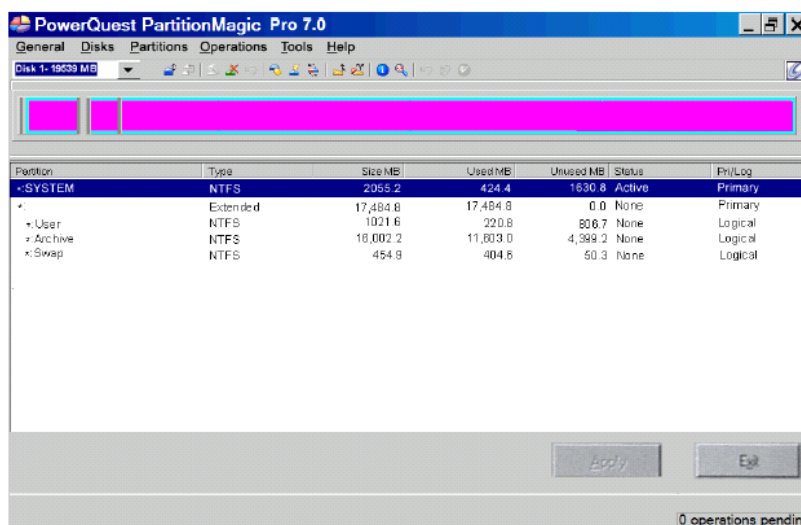 PowerQuest PartitionMagic Pro 7.0
General Disks Partitions Operations Tools Help
Disk 1- 19539 MB
Partition Type Size MB Used MB Unused MB Status Pri/Log
*:SYSTEM NTFS 2055.2 424.4 1630.8 Active Primary
*: Extended 17,484.8 17,484.8 0.0 None Primary
*:User NTFS 1021.6 220.8 806.7 None Logical
*:Archive NTFS 16,002.2 11,603.0 4,399.2 None Logical
*:Swap NTFS 454.9 404.6 50.3 None Logical
Apply Exit
0 operations pendin